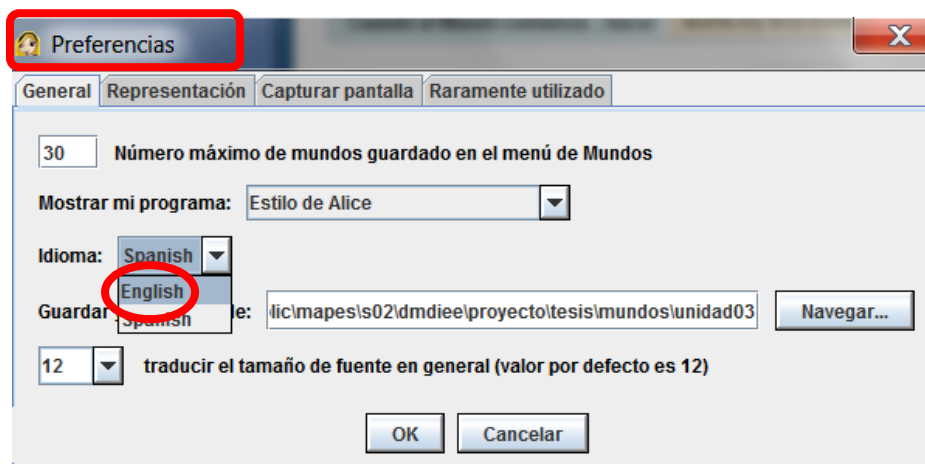 Preferencias
X
General Representación Capturar pantalla Raramente utilizado
30 Número máximo de mundos guardado en el menú de Mundos
Mostrar mi programa: Estilo de Alice
Idioma: Spanish
English
Spanish
Guardar le: lic\mapes\s02\dmdiee\proyecto\tesis\mundos\unidad03 Navegar...
12 traducir el tamaño de fuente en general (valor por defecto es 12)
OK Cancelar